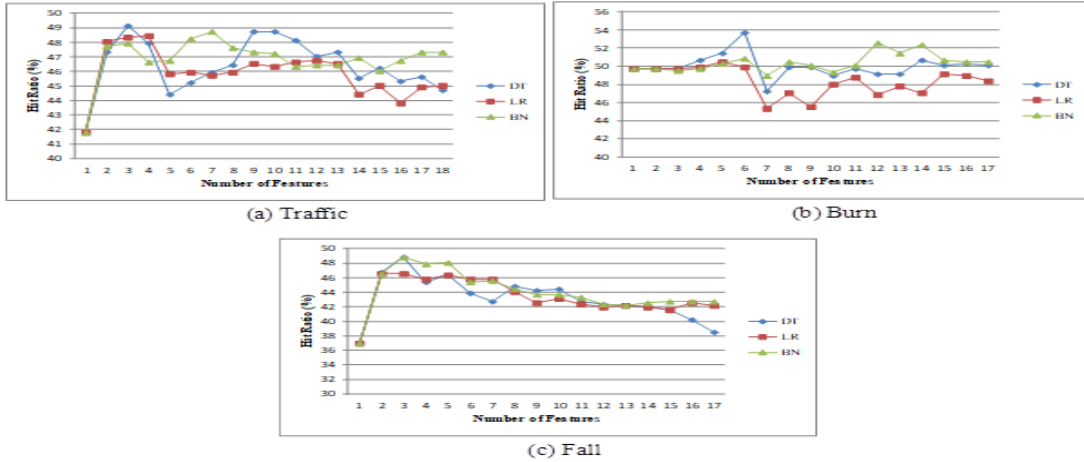 50
49
48
47
46
45
44
43
42
41
40
Hit Ratio (%)
1 2 3 4 5 6 7 8 9 10 11 12 13 14 15 16 17 18
Number of Features
DT
LR
BN
(a) Traffic
60
58
56
54
52
50
48
46
44
42
40
Hit Ratio (%)
1 2 3 4 5 6 7 8 9 10 11 12 13 14 15 16 17
Number of Features
DT
LR
BN
(b) Burn
50
48
46
44
42
40
38
36
34
32
30
Hit Ratio (%)
1 2 3 4 5 6 7 8 9 10 11 12 13 14 15 16 17
Number of Features
DT
LR
BN
(c) Fall